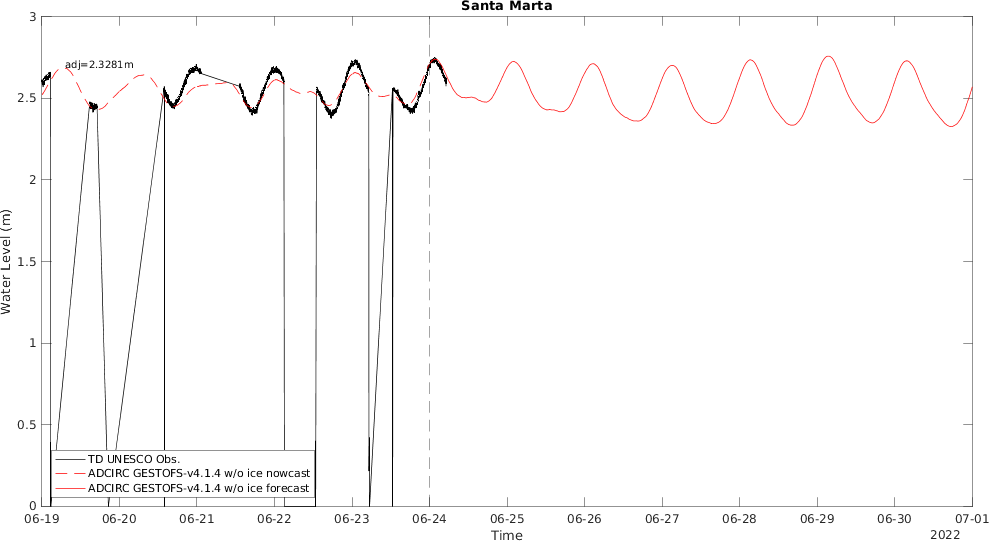 Santa Marta
3
adj=2.3281m
2.5
2
1.5
1
0.5
0
Water Level (m)
TD UNESCO Obs.
ADCIRC GESTOFS-v4.1.4 w/o ice nowcast
ADCIRC GESTOFS-v4.1.4 w/o ice forecast
06-19 06-20 06-21 06-22 06-23 06-24 06-25 06-26 06-27 06-28 06-29 06-30 07-01
Time
2022